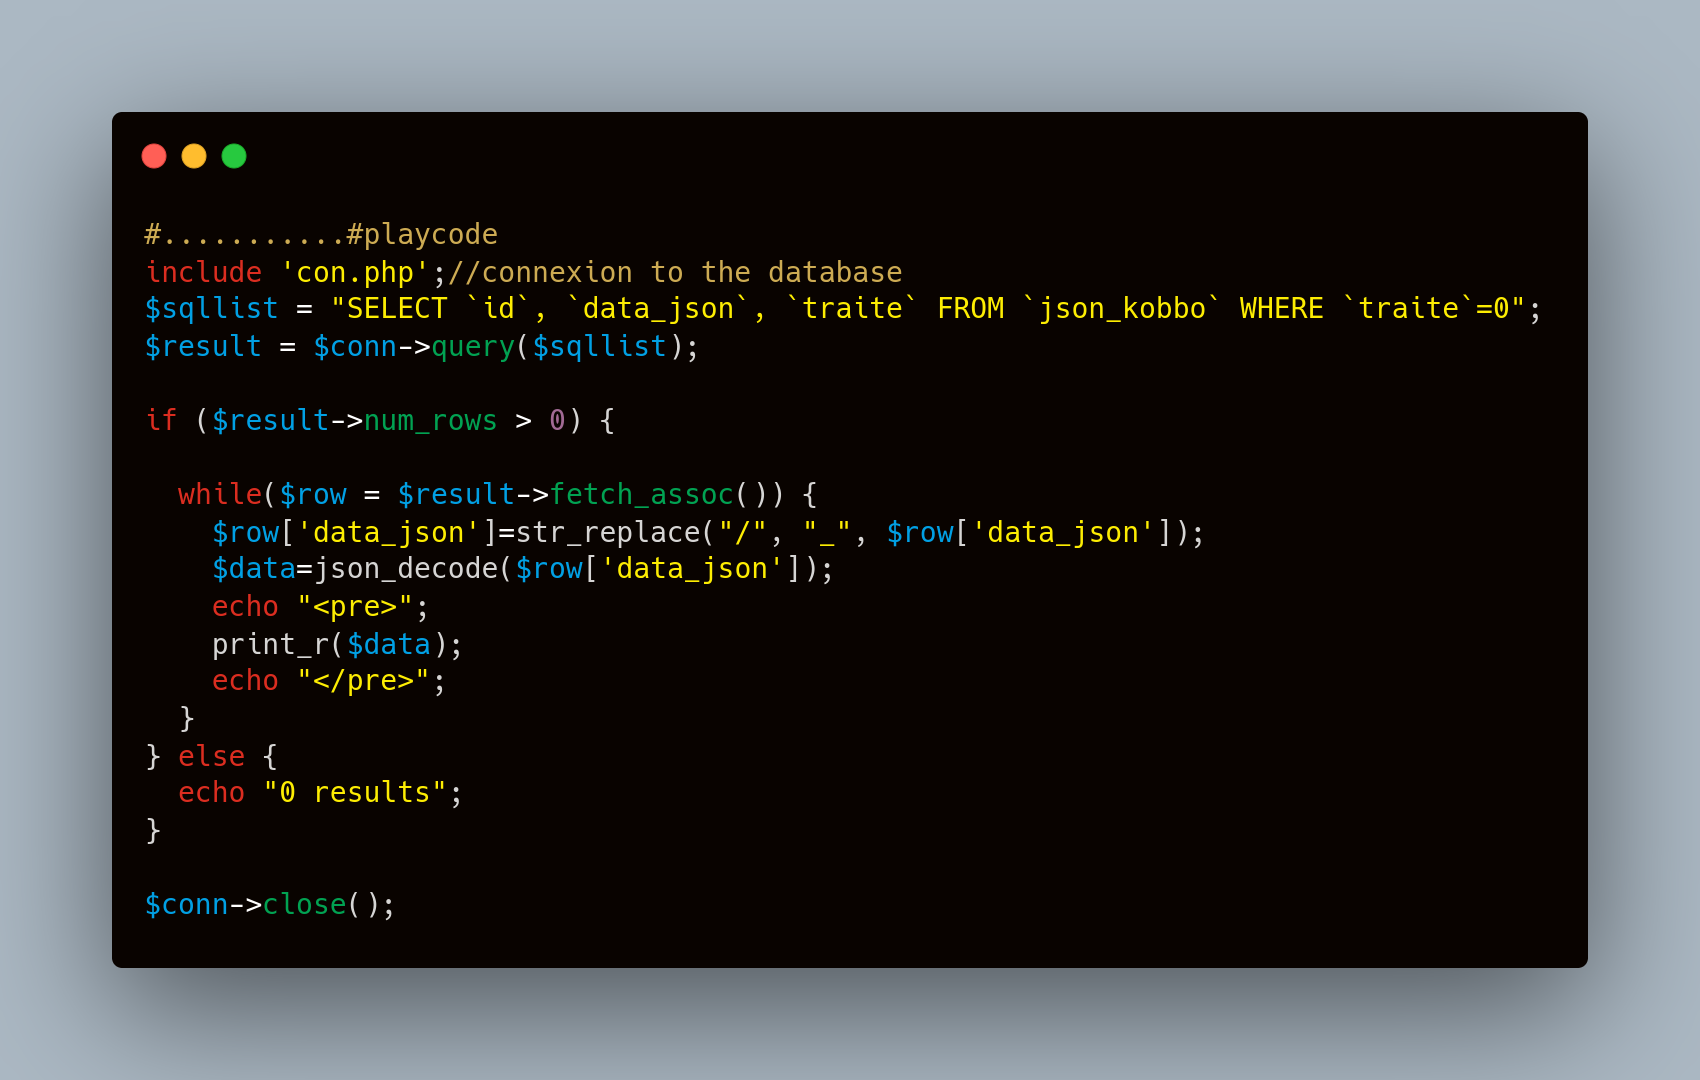 #...........#playcode
include 'con.php';//connexion to the database
$sqllist = "SELECT `id`, `data_json`, `traite` FROM `json_kobbo` WHERE `traite`=0";
$result = $conn->query($sqllist);
if ($result->num_rows > 0) {
while($row = $result->fetch_assoc()) {
$row['data_json']=str_replace("/", "_", $row['data_json']);
$data=json_decode($row['data_json']);
echo "<pre>";
print_r($data);
echo "</pre>";
}
} else {
echo "0 results";
}
$conn->close();